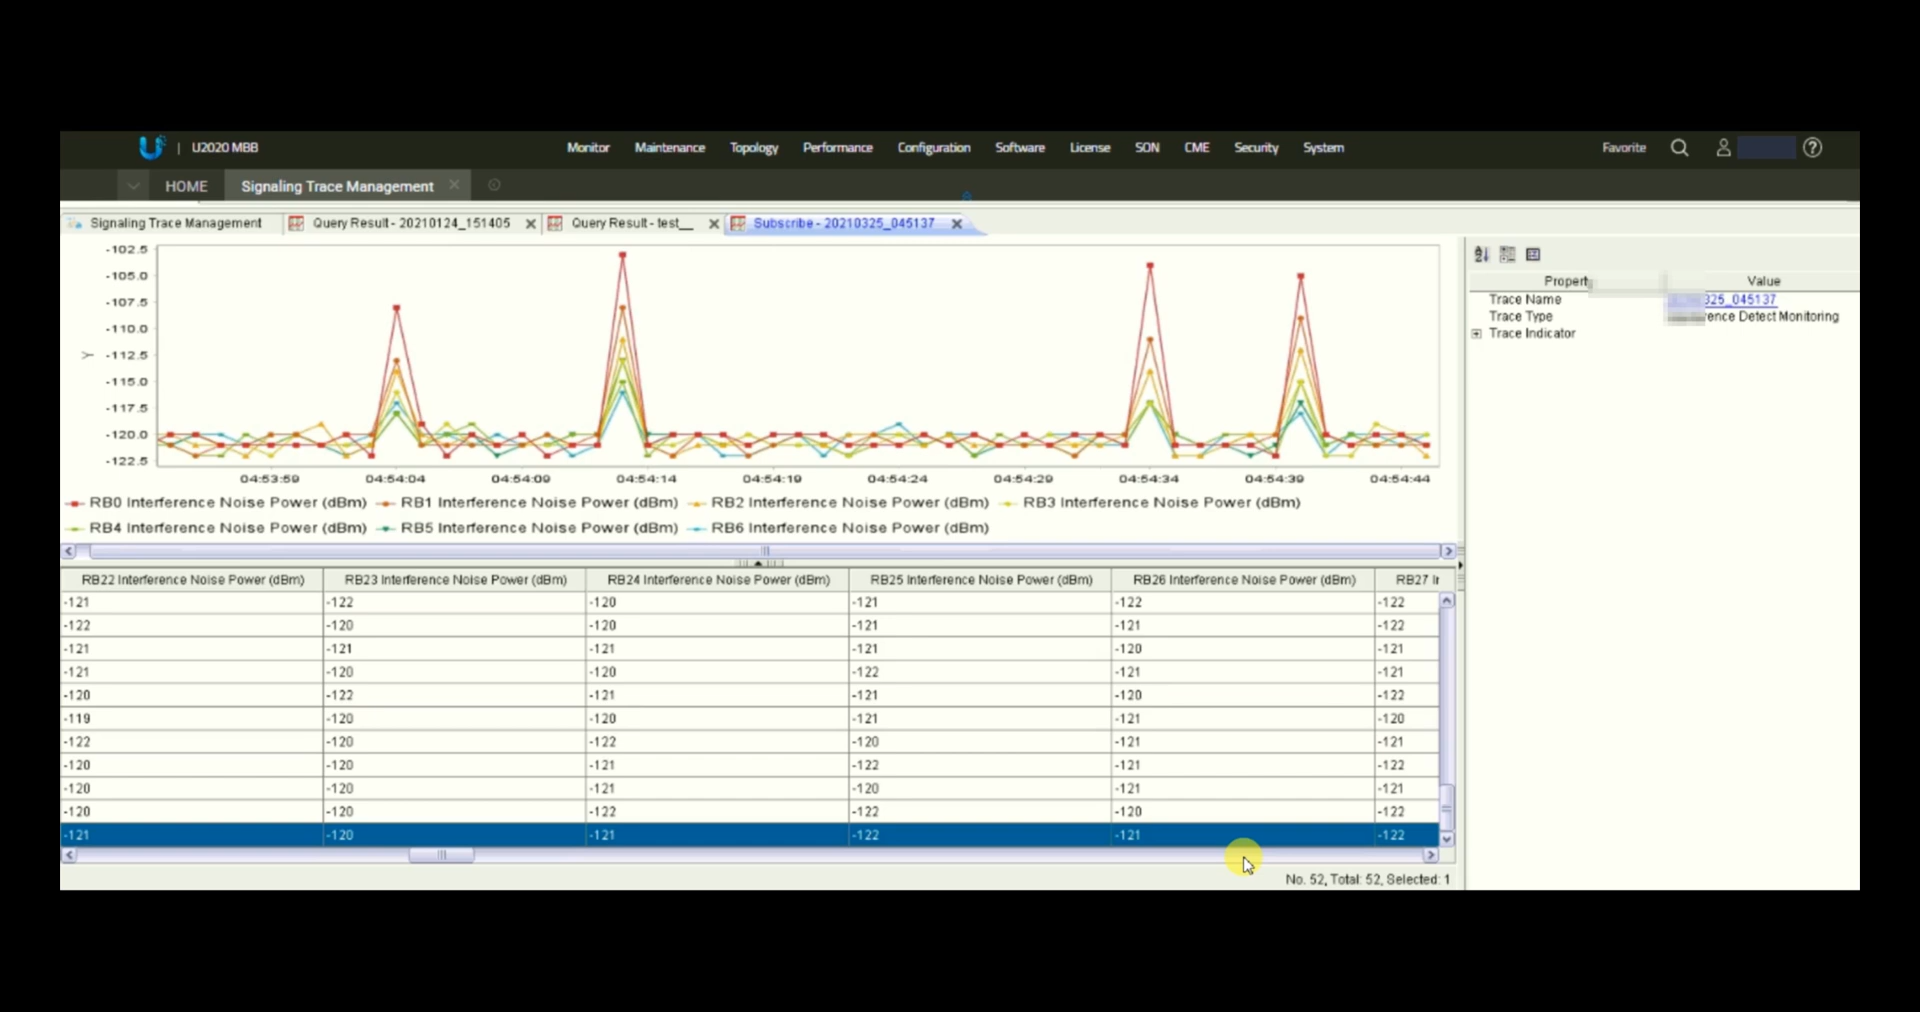 U2020 MBB Monitor Maintenance Topology Performance Configuration Software License SON CME Security System Favorite
HOME Signaling Trace Management
Signaling Trace Management Query Result - 20210124_151405 Query Result - test__ Subscribe - 20210325_045137
-102.5
-105.0
-107.5
-110.0
Y -112.5
-115.0
-117.5
-120.0
-122.5
04:53:59 04:54:04 04:54:09 04:54:14 04:54:19 04:54:24 04:54:29 04:54:34 04:54:39 04:54:44
RB0 Interference Noise Power (dBm) RB1 Interference Noise Power (dBm) RB2 Interference Noise Power (dBm) RB3 Interference Noise Power (dBm)
RB4 Interference Noise Power (dBm) RB5 Interference Noise Power (dBm) RB6 Interference Noise Power (dBm)
Property Value
Trace Name 325_045137
Trace Type rence Detect Monitoring
Trace Indicator
RB22 Interference Noise Power (dBm) RB23 Interference Noise Power (dBm) RB24 Interference Noise Power (dBm) RB25 Interference Noise Power (dBm) RB26 Interference Noise Power (dBm) RB27 Ir
-121 -122 -120 -121 -122 -122
-122 -120 -120 -121 -121 -122
-121 -121 -121 -121 -120 -121
-121 -120 -120 -122 -121 -121
-120 -122 -121 -121 -120 -122
-119 -120 -120 -121 -121 -120
-122 -120 -122 -120 -121 -121
-120 -120 -121 -122 -121 -122
-120 -120 -121 -120 -121 -121
-120 -120 -122 -122 -120 -122
-121 -120 -121 -122 -121 -122
No. 52, Total: 52, Selected: 1